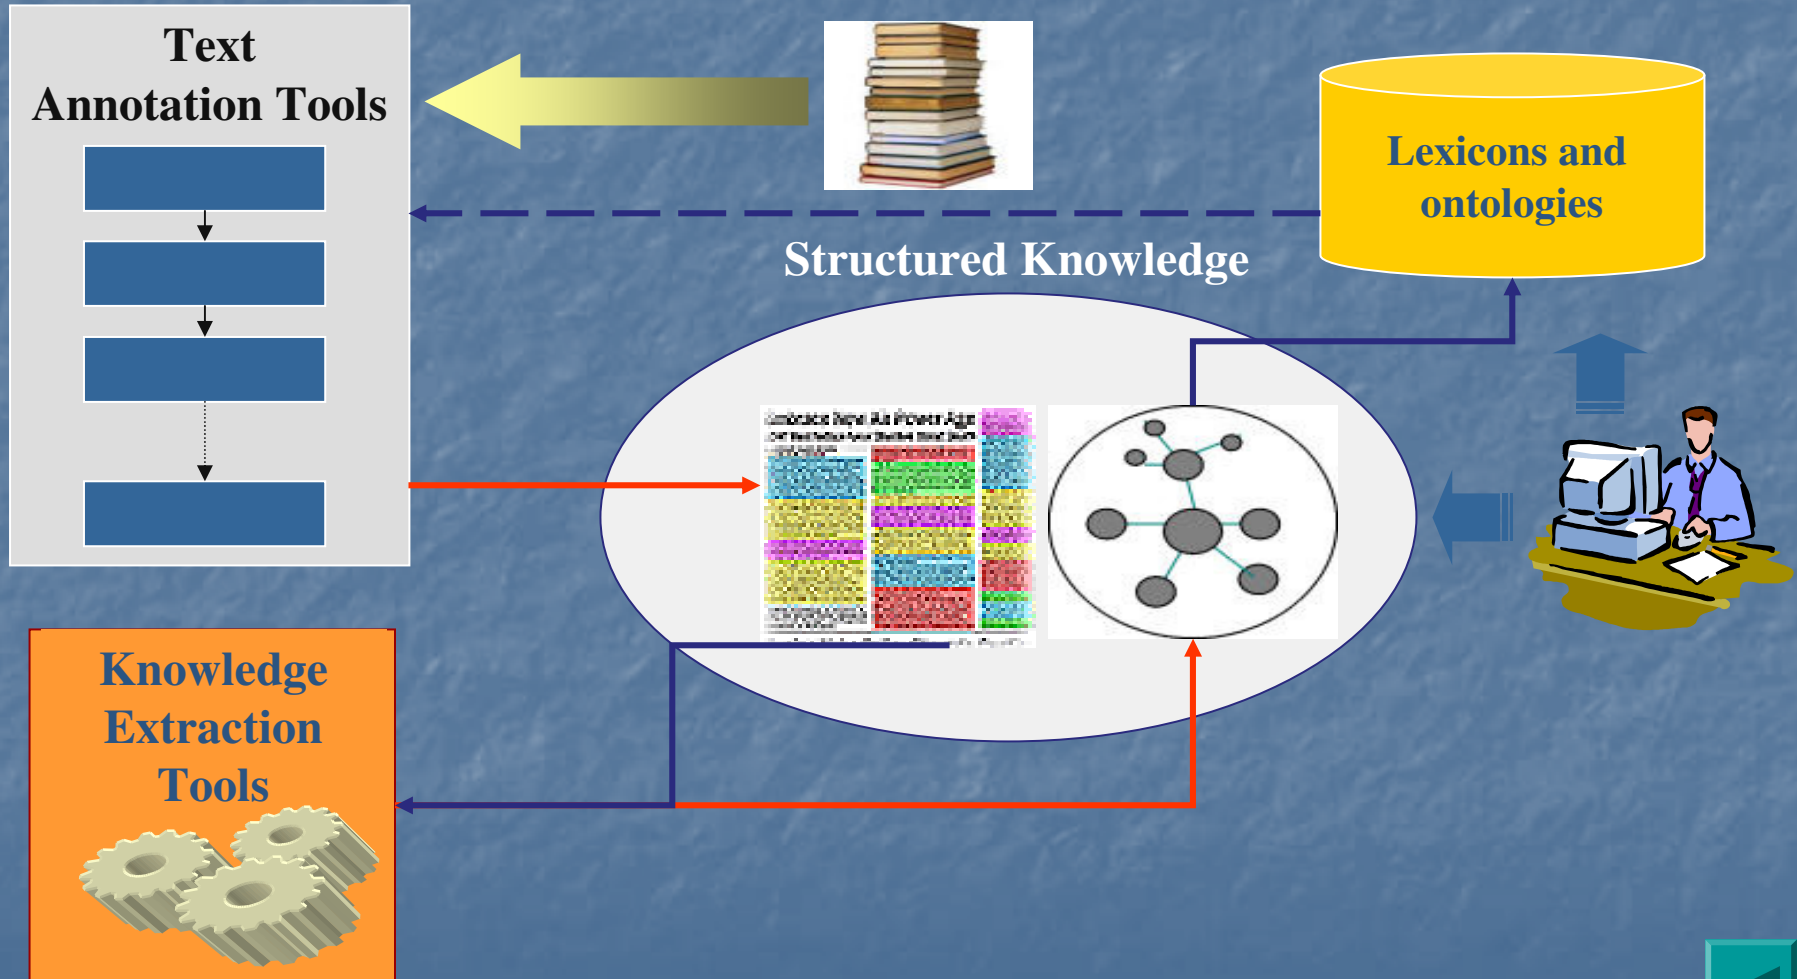 Text
Annotation Tools
Lexicons and
ontologies
Structured Knowledge
Knowledge
Extraction
Tools